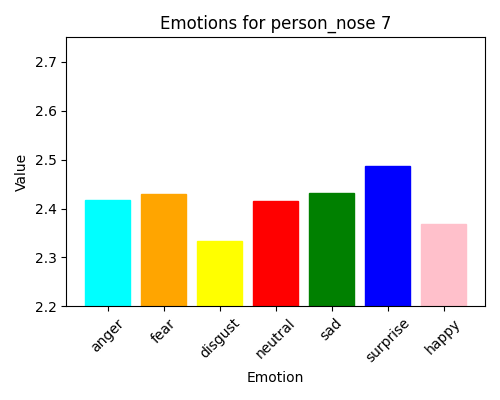 Emotions for person_nose 7
2.7
2.6
2.5
2.4
2.3
2.2
Value
anger fear disgust neutral sad surprise happy
Emotion